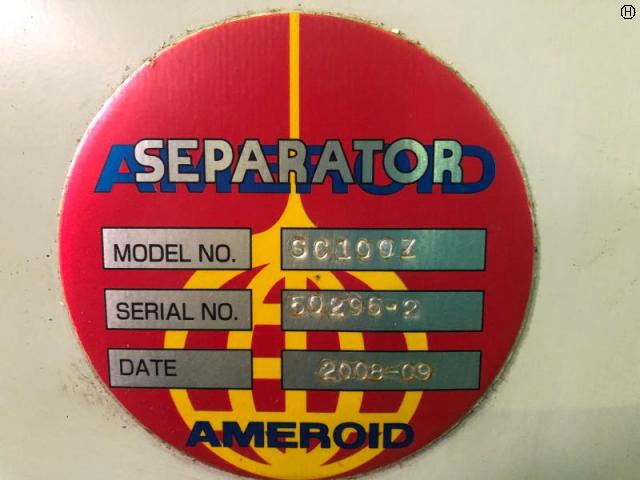 Ⓗ
SEPARATOR
AMEROID
MODEL NO. SC100Z
SERIAL NO. 50296-2
DATE 2008-09
AMEROID